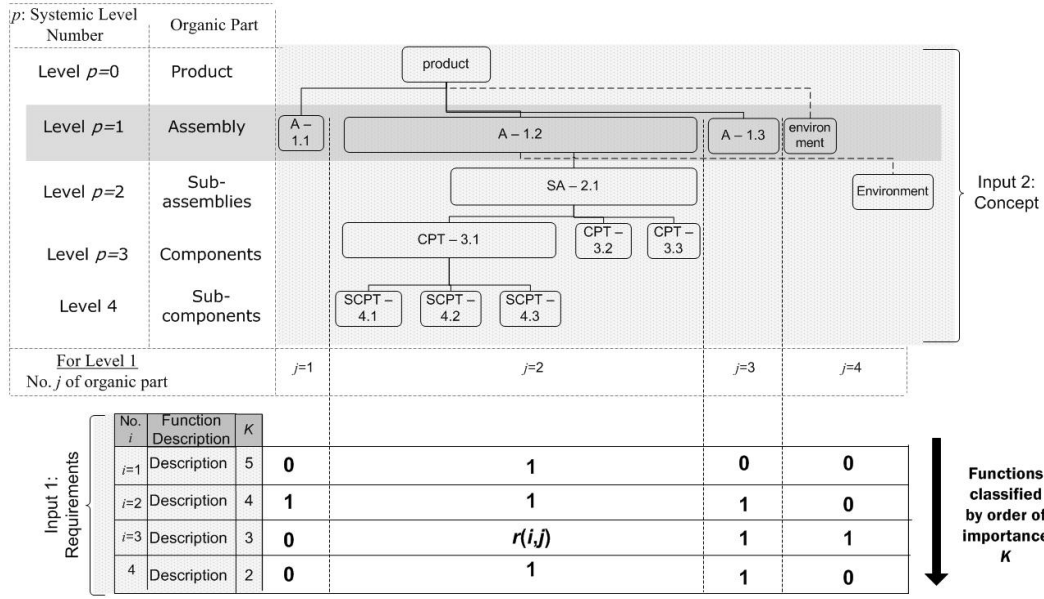 p: Systemic Level
Number
Organic Part
Level p=0
Product
product
Level p=1
Assembly
A –
1.1
A – 1.2
A – 1.3
environ
ment
Level p=2
Sub-
assemblies
SA – 2.1
Environment
Input 2:
Concept
Level p=3
Components
CPT – 3.1
CPT –
3.2
CPT –
3.3
Level 4
Sub-
components
SCPT –
4.1
SCPT –
4.2
SCPT –
4.3
For Level 1
No. j of organic part
j=1
j=2
j=3
j=4
Input 1:
Requirements
No.
i
Function
Description
K
i=1 Description 5 0 1 0 0
i=2 Description 4 1 1 1 0
i=3 Description 3 0 r(i,j) 1 1
4 Description 2 0 1 1 0
Functions
classified
by order of
importance
K